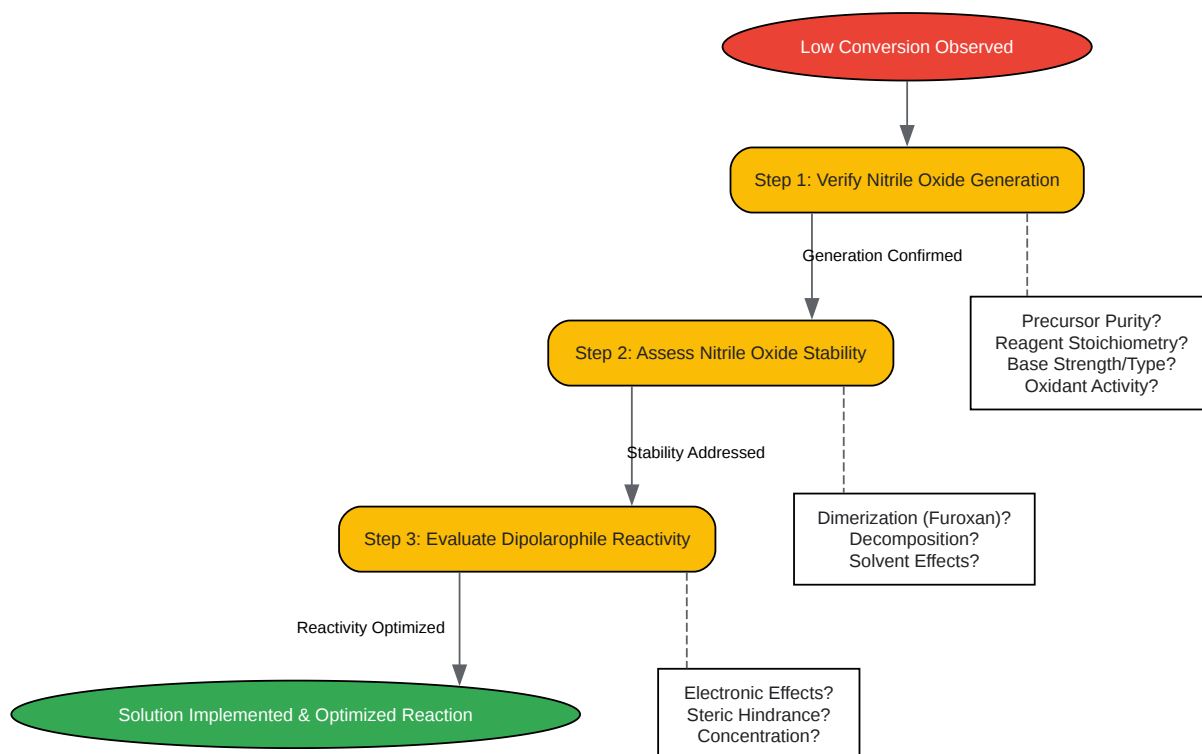 Low Conversion Observed
Step 1: Verify Nitrile Oxide Generation
Generation Confirmed
Precursor Purity?
Reagent Stoichiometry?
Base Strength/Type?
Oxidant Activity?
Step 2: Assess Nitrile Oxide Stability
Stability Addressed
Dimerization (Furoxan)?
Decomposition?
Solvent Effects?
Step 3: Evaluate Dipolarophile Reactivity
Reactivity Optimized
Electronic Effects?
Steric Hindrance?
Concentration?
Solution Implemented & Optimized Reaction